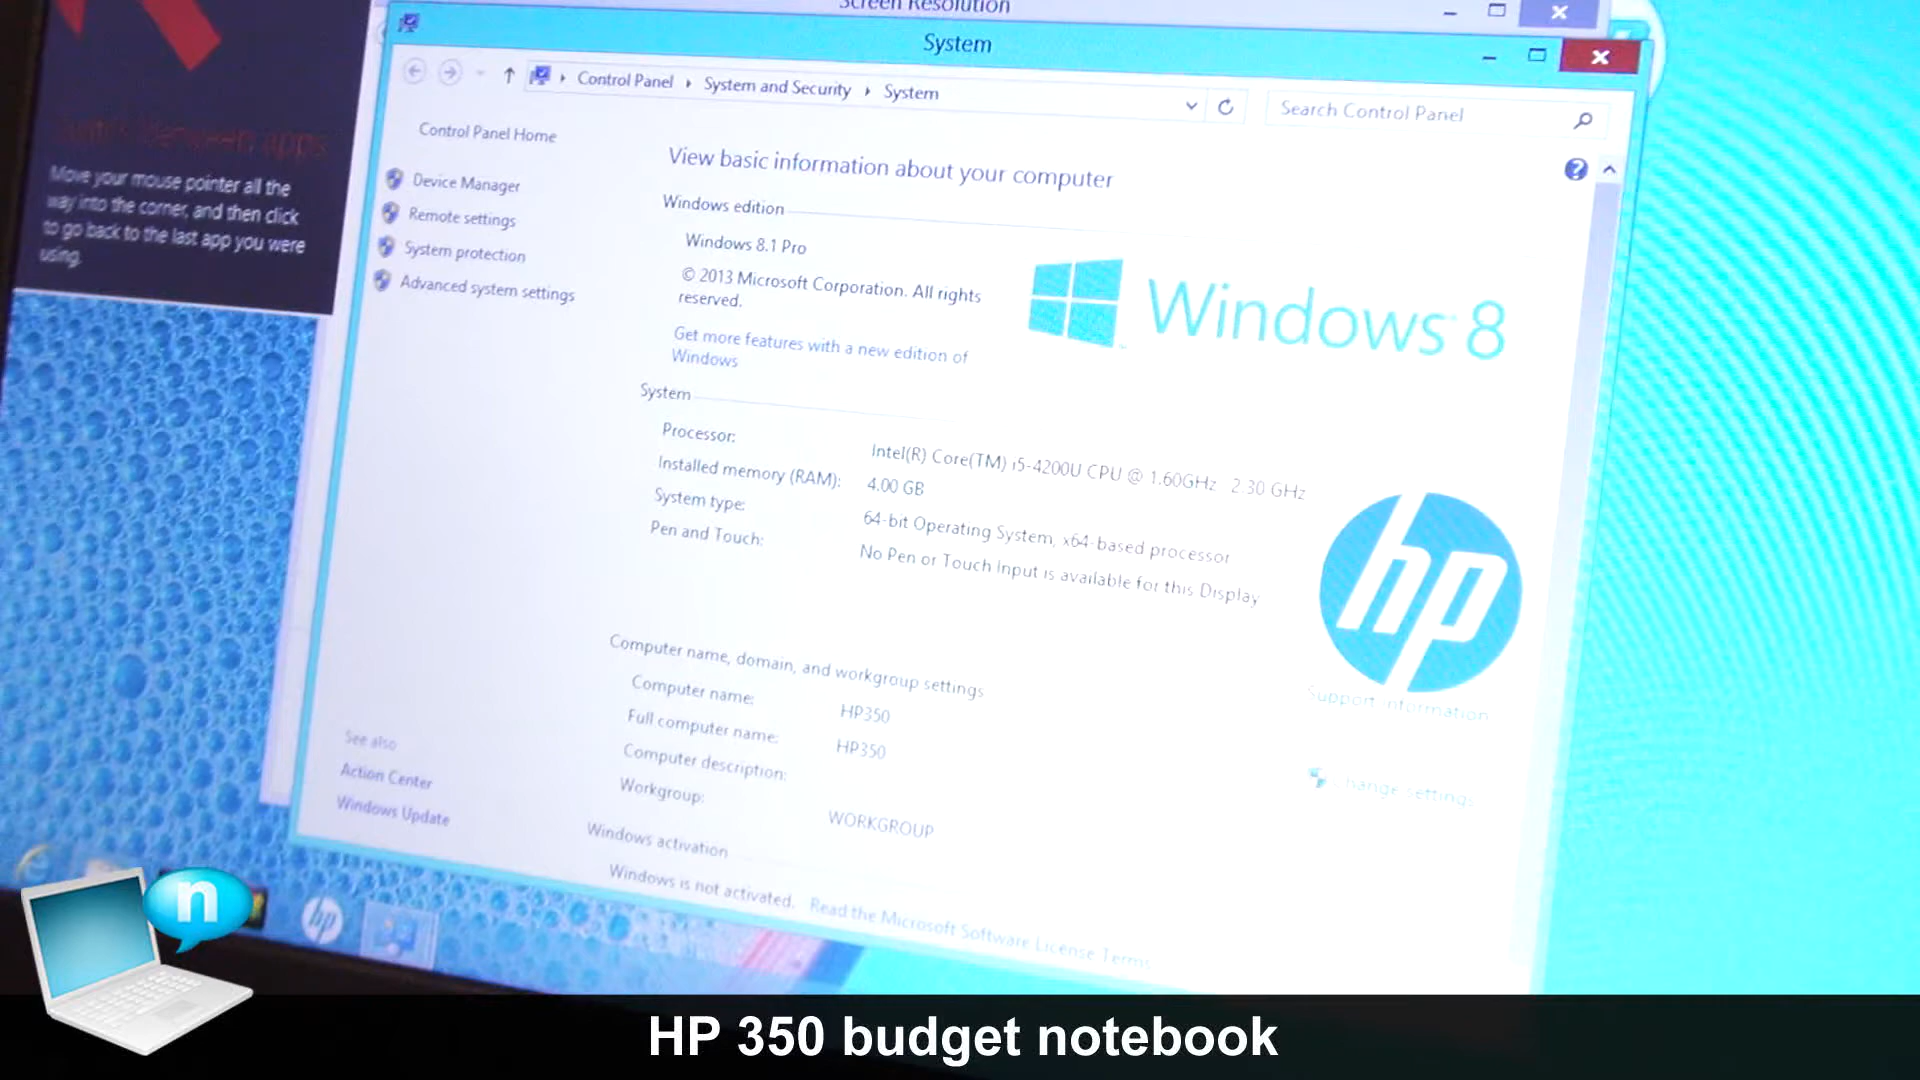 Screen Resolution
System
Control Panel
System and Security
System
Search Control Panel
Switch between apps
Move your mouse pointer all the
way into the corner, and then click
to go back to the last app you were
using.
Control Panel Home
Device Manager
Remote settings
System protection
Advanced system settings
View basic information about your computer
Windows edition
Windows 8.1 Pro
© 2013 Microsoft Corporation. All rights
reserved.
Get more features with a new edition of
Windows
Windows 8
System
Processor: Intel(R) Core(TM) i5-4200U CPU @ 1.60GHz 2.30 GHz
Installed memory (RAM): 4.00 GB
System type: 64-bit Operating System, x64-based processor
Pen and Touch: No Pen or Touch Input is available for this Display
hp
Support Information
Computer name, domain, and workgroup settings
Computer name: HP350
Change settings
Full computer name: HP350
Computer description:
Workgroup: WORKGROUP
See also
Action Center
Windows Update
Windows activation
Windows is not activated. Read the Microsoft Software License Terms
n
hp
HP 350 budget notebook